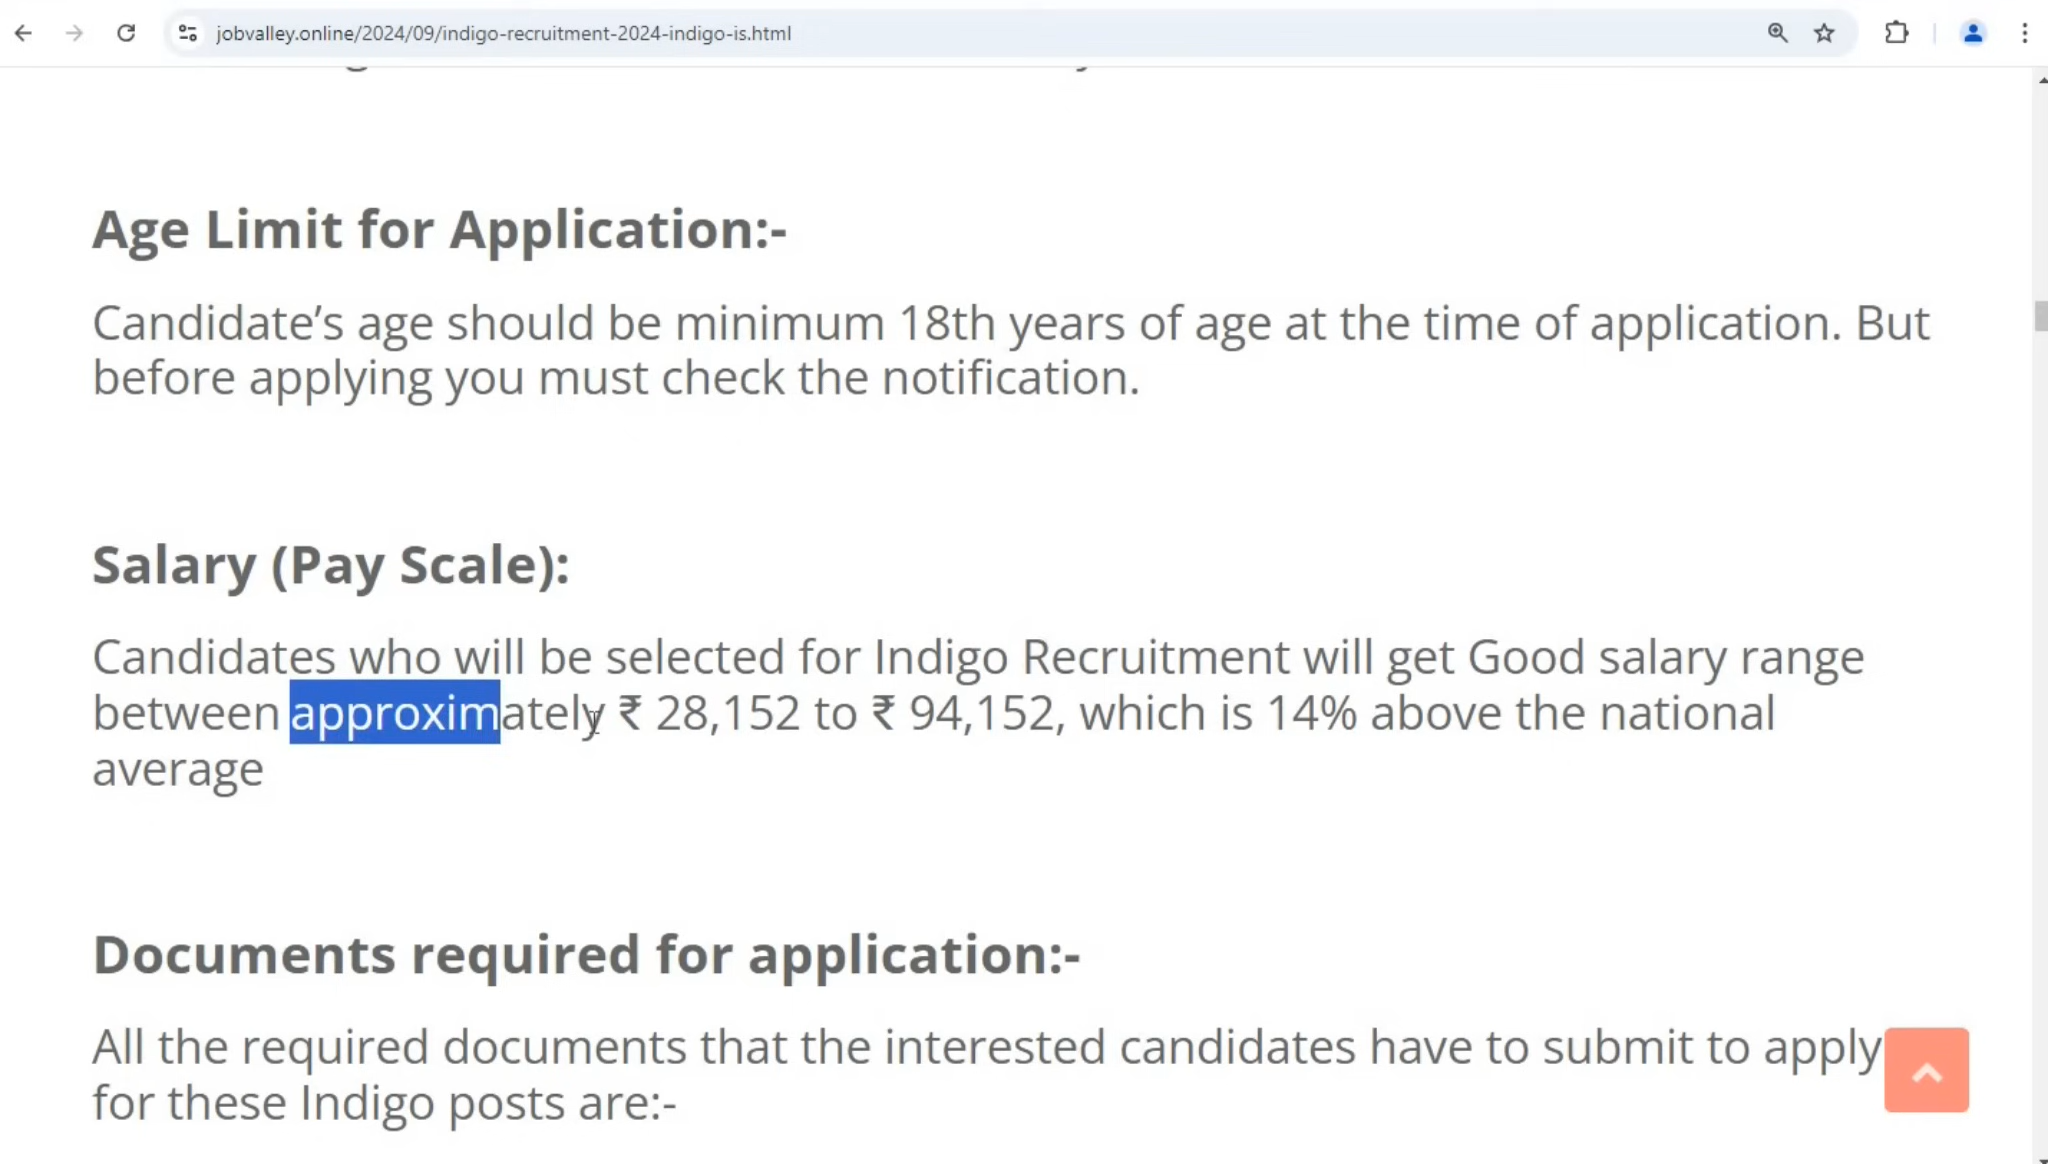 jobvalley.online/2024/09/indigo-recruitment-2024-indigo-is.html
Age Limit for Application:-
Candidate’s age should be minimum 18th years of age at the time of application. But
before applying you must check the notification.
Salary (Pay Scale):
Candidates who will be selected for Indigo Recruitment will get Good salary range
between approximately ₹ 28,152 to ₹ 94,152, which is 14% above the national
average
Documents required for application:-
All the required documents that the interested candidates have to submit to apply
for these Indigo posts are:-